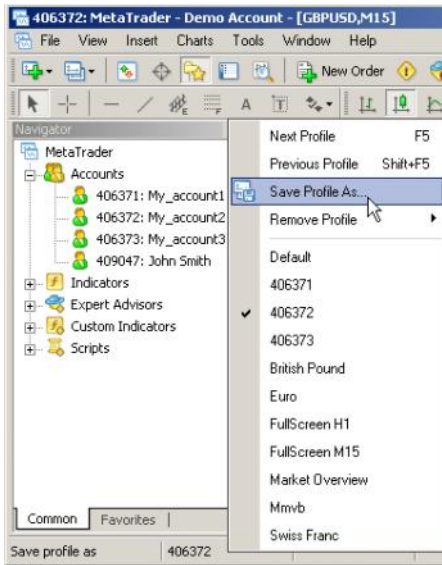 406372: MetaTrader - Demo Account - [GBPUSD,M15]
File View Insert Charts Tools Window Help
New Order
A T
Navigator
MetaTrader
Accounts
406371: My_account1
406372: My_account2
406373: My_account3
409047: John Smith
Indicators
Expert Advisors
Custom Indicators
Scripts
Common Favorites
Next Profile F5
Previous Profile Shift+F5
Save Profile As...
Remove Profile
Default
406371
406372
406373
British Pound
Euro
FullScreen H1
FullScreen M15
Market Overview
Mmvb
Swiss Franc
Save profile as 406372